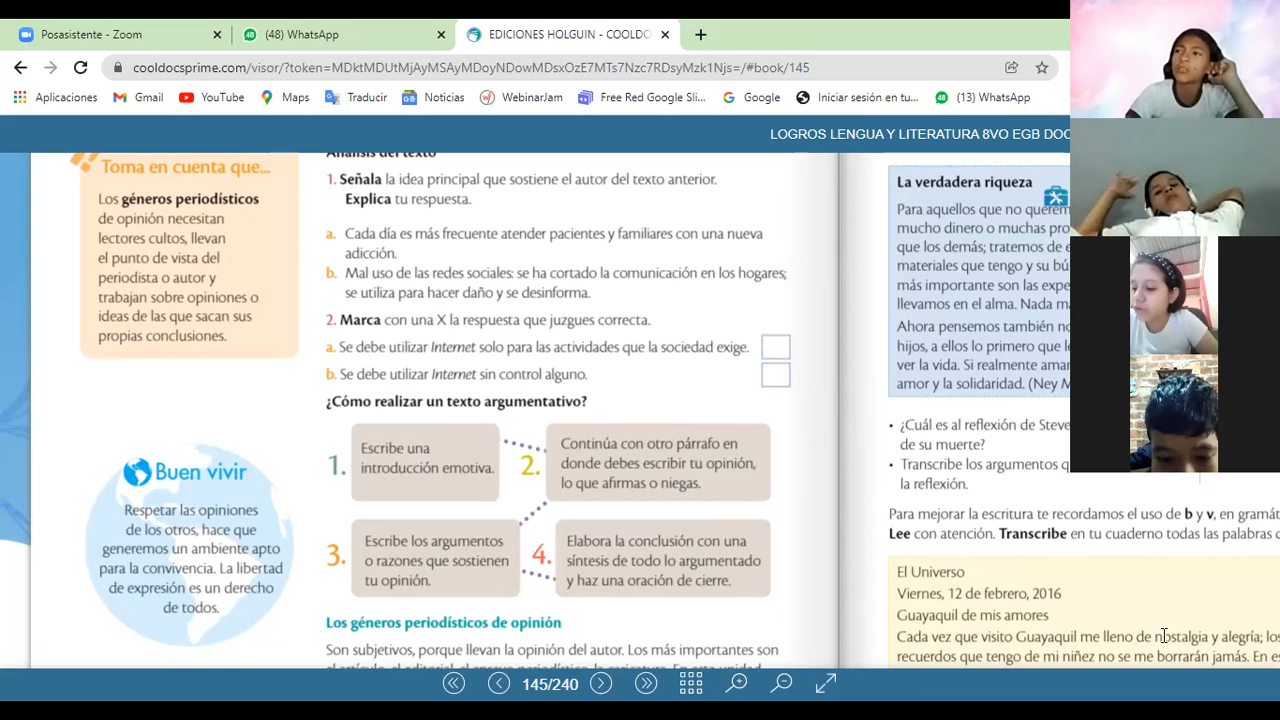 Posasistente - Zoom
(48) WhatsApp
EDICIONES HOLGUIN - COOLDO
cooldocsprime.com/visor/?token=MDktMDUtMjAyMSAyMDoyNDowMDsxOzE7MTs7Nzc7RDsyMzk1Njs=/#book/145
Aplicaciones
Gmail
YouTube
Maps
Traducir
Noticias
WebinarJam
Free Red Google Sli...
Google
Iniciar sesión en tu...
(13) WhatsApp
LOGROS LENGUA Y LITERATURA 8VO EGB DOC
Toma en cuenta que...
Los géneros periodísticos
de opinión necesitan
lectores cultos, llevan
el punto de vista del
periodista o autor y
trabajan sobre opiniones o
ideas de las que sacan sus
propias conclusiones.
Buen vivir
Respetar las opiniones
de los otros, hace que
generemos un ambiente apto
para la convivencia. La libertad
de expresión es un derecho
de todos.
Análisis del texto
1. Señala la idea principal que sostiene el autor del texto anterior.
Explica tu respuesta.
a. Cada día es más frecuente atender pacientes y familiares con una nueva
adicción.
b. Mal uso de las redes sociales: se ha cortado la comunicación en los hogares;
se utiliza para hacer daño y se desinforma.
2. Marca con una X la respuesta que juzgues correcta.
a. Se debe utilizar Internet solo para las actividades que la sociedad exige.
b. Se debe utilizar Internet sin control alguno.
¿Cómo realizar un texto argumentativo?
1. Escribe una
introducción emotiva.
2. Continúa con otro párrafo en
donde debes escribir tu opinión,
lo que afirmas o niegas.
3. Escribe los argumentos
o razones que sostienen
tu opinión.
4. Elabora la conclusión con una
síntesis de todo lo argumentado
y haz una oración de cierre.
Los géneros periodísticos de opinión
Son subjetivos, porque llevan la opinión del autor. Los más importantes son
La verdadera riqueza
Para aquellos que no querem
mucho dinero o muchas pro
que los demás; tratemos de e
materiales que tengo y su bú
más importante son las expe
llevamos en el alma. Nada ma
Ahora pensemos también no
hijos, a ellos lo primero que le
ver la vida. Si realmente amar
amor y la solidaridad. (Ney M
• ¿Cuál es al reflexión de Steve
de su muerte?
• Transcribe los argumentos q
la reflexión.
Para mejorar la escritura te recordamos el uso de b y v, en gramát
Lee con atención. Transcribe en tu cuaderno todas las palabras c
El Universo
Viernes, 12 de febrero, 2016
Guayaquil de mis amores
Cada vez que visito Guayaquil me lleno de nostalgia y alegría; los
recuerdos que tengo de mi niñez no se me borrarán jamás. En es
145/240